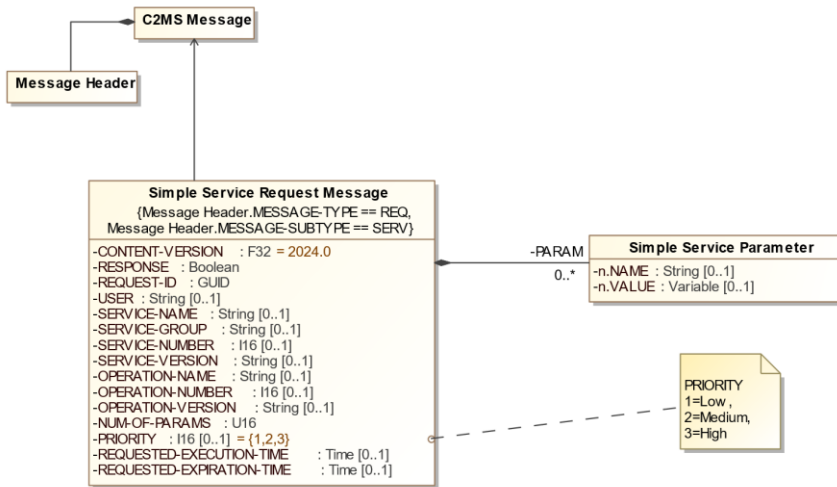 C2MS Message
Message Header
Simple Service Request Message
{Message Header.MESSAGE-TYPE == REQ,
Message Header.MESSAGE-SUBTYPE == SERV}
-CONTENT-VERSION : F32 = 2024.0
-RESPONSE : Boolean
-REQUEST-ID : GUID
-USER : String [0..1]
-SERVICE-NAME : String [0..1]
-SERVICE-GROUP : String [0..1]
-SERVICE-NUMBER : I16 [0..1]
-SERVICE-VERSION : String [0..1]
-OPERATION-NAME : String [0..1]
-OPERATION-NUMBER : I16 [0..1]
-OPERATION-VERSION : String [0..1]
-NUM-OF-PARAMS : U16
-PRIORITY : I16 [0..1] = {1,2,3}
-REQUESTED-EXECUTION-TIME : Time [0..1]
-REQUESTED-EXPIRATION-TIME : Time [0..1]
-PARAM
0..*
Simple Service Parameter
-n.NAME : String [0..1]
-n.VALUE : Variable [0..1]
PRIORITY
1=Low ,
2=Medium,
3=High